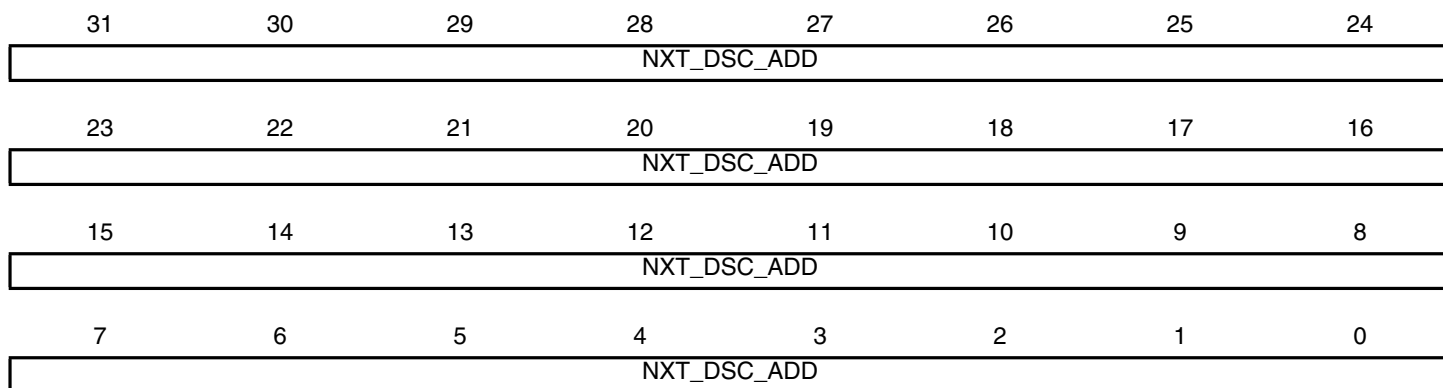 31 30 29 28 27 26 25 24
NXT_DSC_ADD
23 22 21 20 19 18 17 16
NXT_DSC_ADD
15 14 13 12 11 10 9 8
NXT_DSC_ADD
7 6 5 4 3 2 1 0
NXT_DSC_ADD